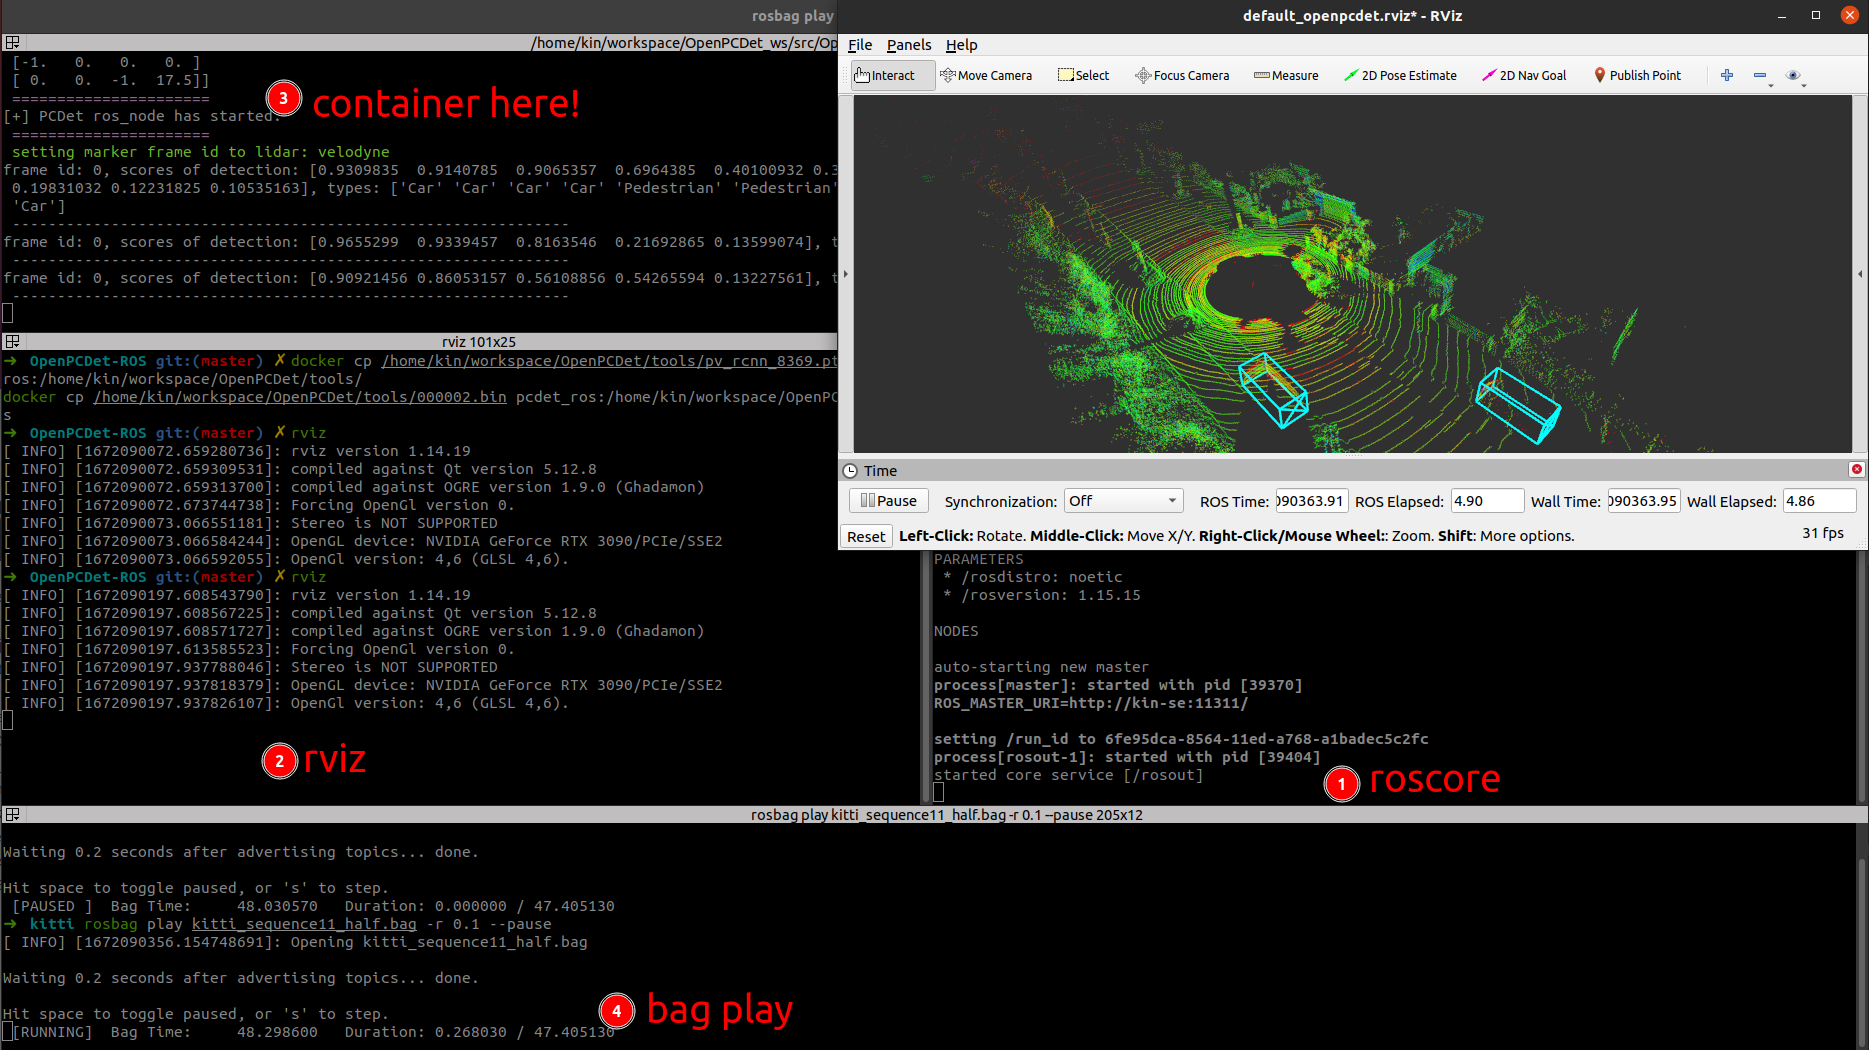 rosbag play
/home/kin/workspace/OpenPCDet_ws/src/Op
[-1.   0.   0.   0. ]
[ 0.   0.  -1.  17.5]]
======================
3 container here!
[+] PCDet ros_node has started.
======================
setting marker frame id to lidar: velodyne
frame id: 0, scores of detection: [0.9309835  0.9140785  0.9065357  0.6964385  0.40100932 0.3
0.19831032 0.12231825 0.10535163], types: ['Car' 'Car' 'Car' 'Car' 'Pedestrian' 'Pedestrian'
'Car']
--------------------------------------------------------------
frame id: 0, scores of detection: [0.9655299  0.9339457  0.8163546  0.21692865 0.13599074], t
--------------------------------------------------------------
frame id: 0, scores of detection: [0.90921456 0.86053157 0.56108856 0.54265594 0.13227561], t
--------------------------------------------------------------
rviz 101x25
➜  OpenPCDet-ROS git:(master) ✗ docker cp /home/kin/workspace/OpenPCDet/tools/pv_rcnn_8369.pt
ros:/home/kin/workspace/OpenPCDet/tools/
docker cp /home/kin/workspace/OpenPCDet/tools/000002.bin pcdet_ros:/home/kin/workspace/OpenPC
s
➜  OpenPCDet-ROS git:(master) ✗ rviz
[ INFO] [1672090072.659280736]: rviz version 1.14.19
[ INFO] [1672090072.659309531]: compiled against Qt version 5.12.8
[ INFO] [1672090072.659313700]: compiled against OGRE version 1.9.0 (Ghadamon)
[ INFO] [1672090072.673744738]: Forcing OpenGl version 0.
[ INFO] [1672090073.066551181]: Stereo is NOT SUPPORTED
[ INFO] [1672090073.066584244]: OpenGL device: NVIDIA GeForce RTX 3090/PCIe/SSE2
[ INFO] [1672090073.066592055]: OpenGl version: 4,6 (GLSL 4,6).
➜  OpenPCDet-ROS git:(master) ✗ rviz
[ INFO] [1672090197.608543790]: rviz version 1.14.19
[ INFO] [1672090197.608567225]: compiled against Qt version 5.12.8
[ INFO] [1672090197.608571727]: compiled against OGRE version 1.9.0 (Ghadamon)
[ INFO] [1672090197.613585523]: Forcing OpenGl version 0.
[ INFO] [1672090197.937788046]: Stereo is NOT SUPPORTED
[ INFO] [1672090197.937818379]: OpenGL device: NVIDIA GeForce RTX 3090/PCIe/SSE2
[ INFO] [1672090197.937826107]: OpenGl version: 4,6 (GLSL 4,6).
2 rviz
default_openpcdet.rviz* - RViz
File Panels Help
Interact Move Camera Select Focus Camera Measure 2D Pose Estimate 2D Nav Goal Publish Point
Time
Pause Synchronization: Off ROS Time: 090363.91 ROS Elapsed: 4.90 Wall Time: 090363.95 Wall Elapsed: 4.86
Reset Left-Click: Rotate. Middle-Click: Move X/Y. Right-Click/Mouse Wheel:: Zoom. Shift: More options. 31 fps
PARAMETERS
* /rosdistro: noetic
* /rosversion: 1.15.15
NODES
auto-starting new master
process[master]: started with pid [39370]
ROS_MASTER_URI=http://kin-se:11311/
setting /run_id to 6fe95dca-8564-11ed-a768-a1badec5c2fc
process[rosout-1]: started with pid [39404]
started core service [/rosout]
1 roscore
rosbag play kitti_sequence11_half.bag -r 0.1 --pause 205x12
Waiting 0.2 seconds after advertising topics... done.
Hit space to toggle paused, or 's' to step.
[PAUSED ]  Bag Time:     48.030570   Duration: 0.000000 / 47.405130
➜  kitti rosbag play kitti_sequence11_half.bag -r 0.1 --pause
[ INFO] [1672090356.154748691]: Opening kitti_sequence11_half.bag
Waiting 0.2 seconds after advertising topics... done.
Hit space to toggle paused, or 's' to step.
[RUNNING]  Bag Time:     48.298600   Duration: 0.268030 / 47.405130
4 bag play